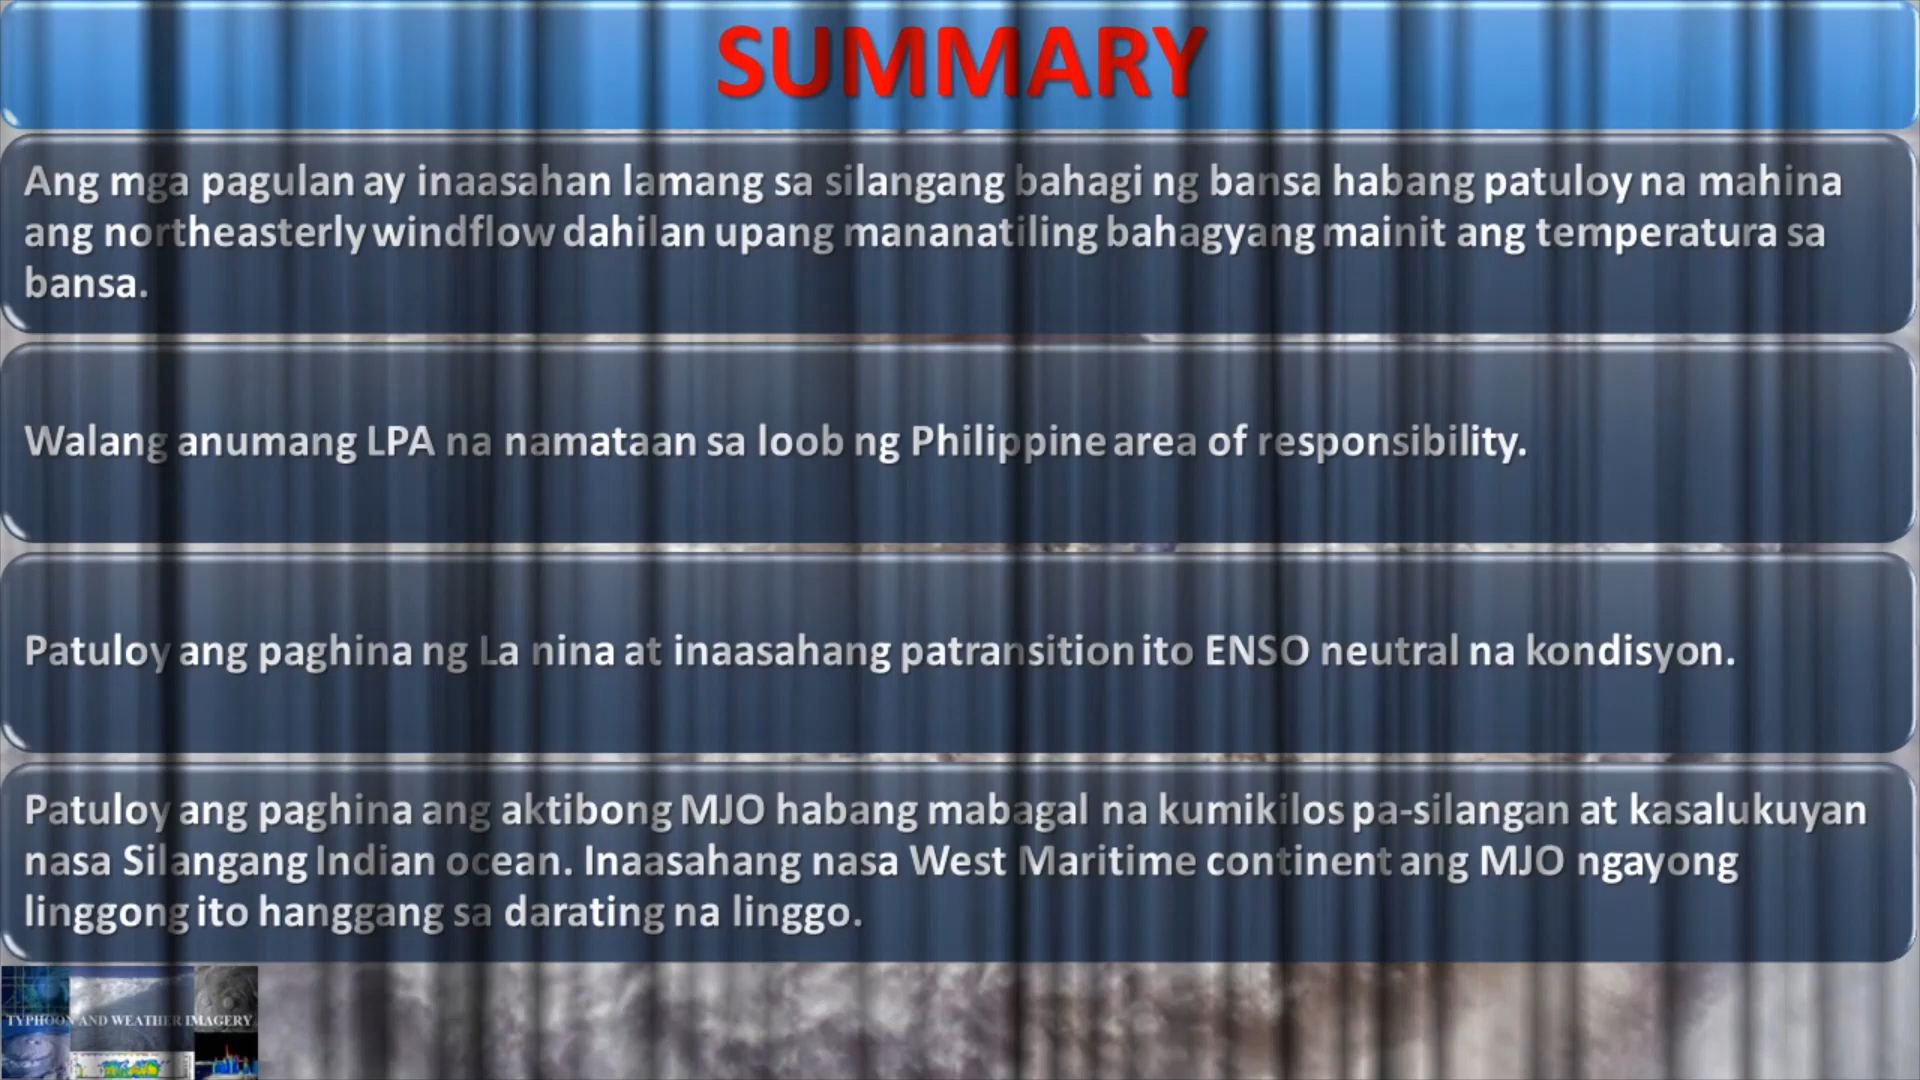 SUMMARY
Ang mga pagulan ay inaasahan lamang sa silangang bahagi ng bansa habang patuloy na mahina
ang northeasterly windflow dahilan upang mananatiling bahagyang mainit ang temperatura sa
bansa.
Walang anumang LPA na namataan sa loob ng Philippine area of responsibility.
Patuloy ang paghina ng La nina at inaasahang patransition ito ENSO neutral na kondisyon.
Patuloy ang paghina ang aktibong MJO habang mabagal na kumikilos pa-silangan at kasalukuyan
nasa Silangang Indian ocean. Inaasahang nasa West Maritime continent ang MJO ngayong
linggong ito hanggang sa darating na linggo.
TYPHOON AND WEATHER IMAGERY